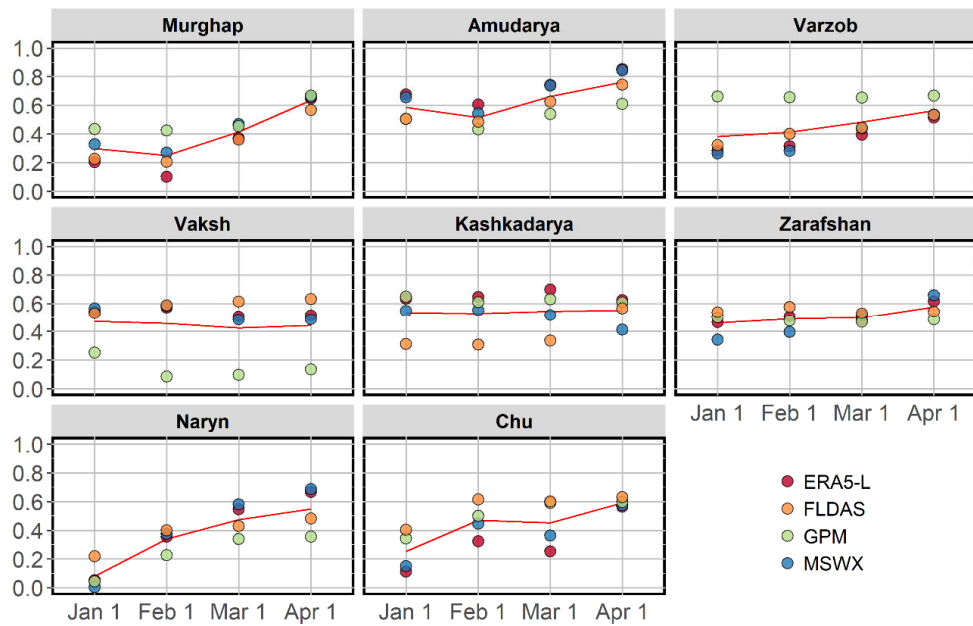 Murghap Amudarya Varzob
1.0
0.8
0.6
0.4
0.2
0.0
Vaksh Kashkadarya Zarafshan
1.0
0.8
0.6
0.4
0.2
0.0
Jan 1 Feb 1 Mar 1 Apr 1
Naryn Chu
1.0
0.8
0.6
0.4
0.2
0.0
ERA5-L
FLDAS
GPM
MSWX
Jan 1 Feb 1 Mar 1 Apr 1 Jan 1 Feb 1 Mar 1 Apr 1